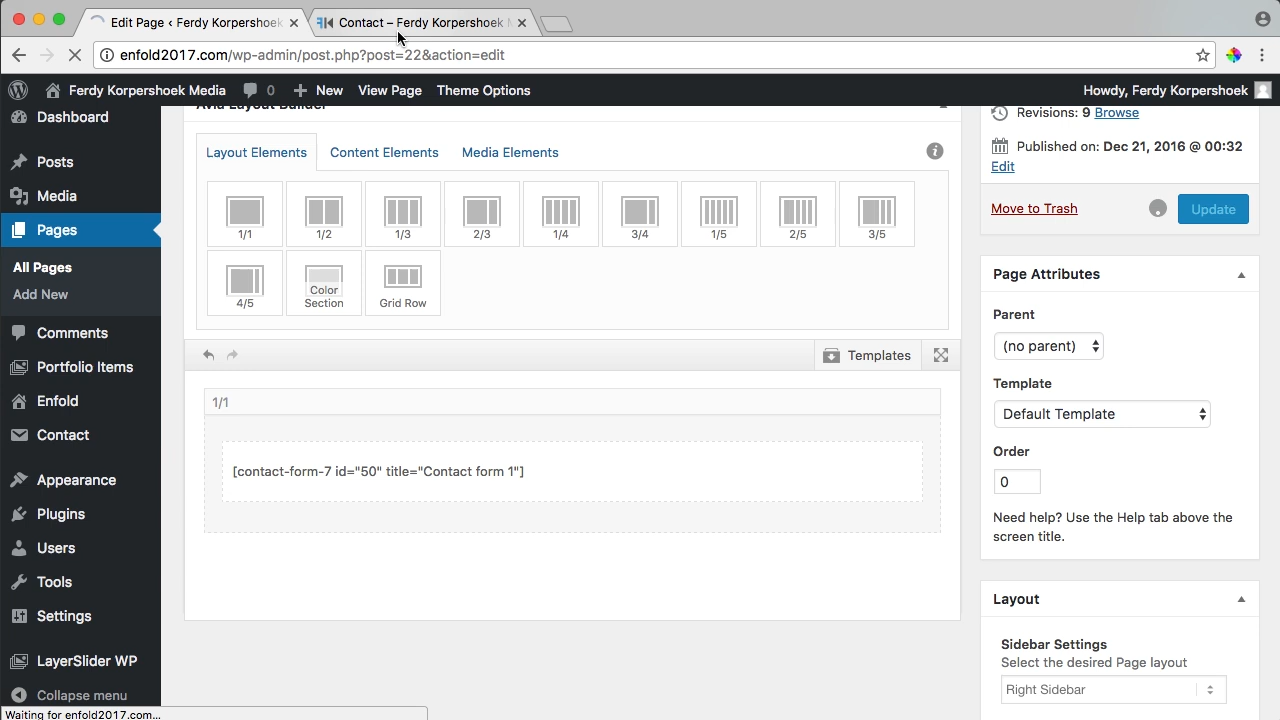 Edit Page ‹ Ferdy Korpershoek
Contact – Ferdy Korpershoek
enfold2017.com/wp-admin/post.php?post=22&action=edit
Ferdy Korpershoek Media
0
New
View Page
Theme Options
Howdy, Ferdy Korpershoek
Dashboard
Posts
Media
Pages
All Pages
Add New
Comments
Portfolio Items
Enfold
Contact
Appearance
Plugins
Users
Tools
Settings
LayerSlider WP
Collapse menu
Waiting for enfold2017.com...
Avia Layout Builder
Layout Elements
Content Elements
Media Elements
1/1
1/2
1/3
2/3
1/4
3/4
1/5
2/5
3/5
4/5
Color
Section
Grid Row
Templates
1/1
[contact-form-7 id="50" title="Contact form 1"]
Revisions: 9 Browse
Published on: Dec 21, 2016 @ 00:32
Edit
Move to Trash
Update
Page Attributes
Parent
(no parent)
Template
Default Template
Order
0
Need help? Use the Help tab above the
screen title.
Layout
Sidebar Settings
Select the desired Page layout
Right Sidebar